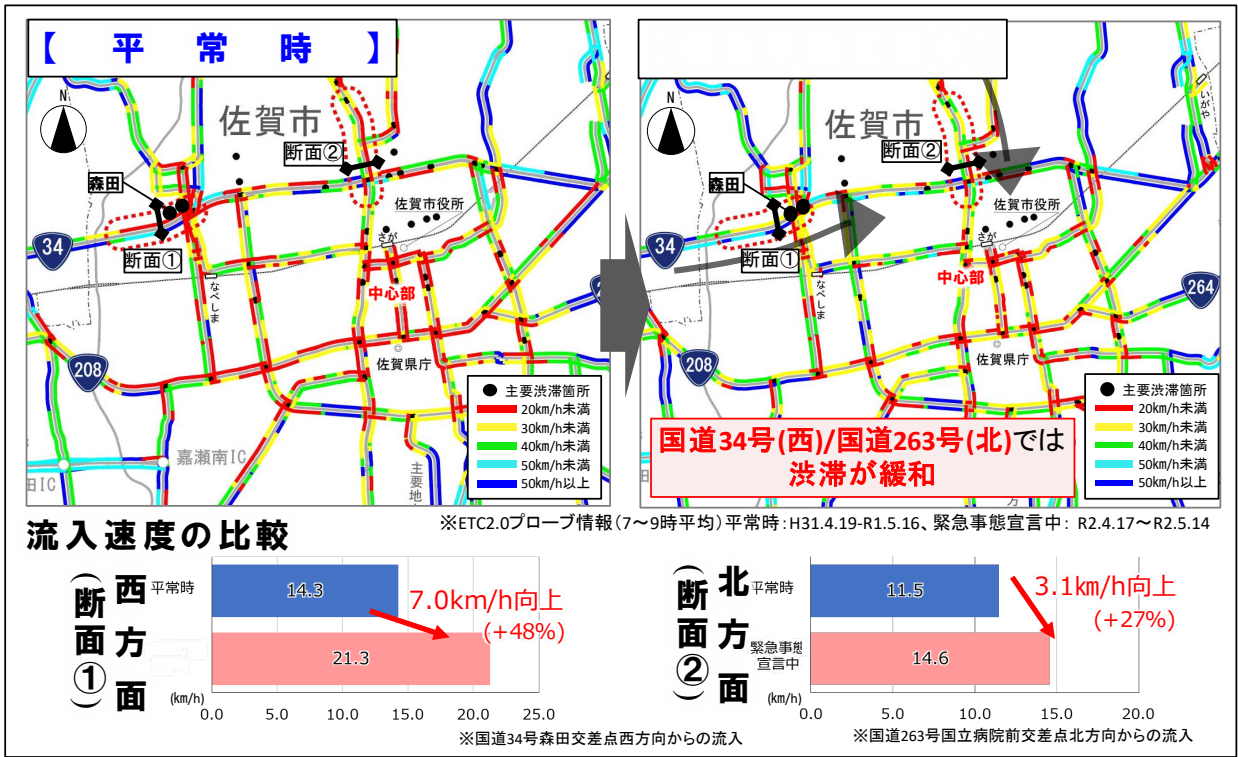 【 平 常 時 】
N
佐賀市
断面②
森田
佐賀市役所
34
断面①
さが
なべしま
中心部
208
佐賀県庁
嘉瀬南IC
田IC
主要地
● 主要渋滞箇所
20km/h未満
30km/h未満
40km/h未満
50km/h未満
50km/h以上
N
佐賀市
いがや
断面②
森田
佐賀市役所
34
断面①
さが
なべしま
中心部
264
208
佐賀県庁
● 主要渋滞箇所
20km/h未満
30km/h未満
40km/h未満
50km/h未満
50km/h以上
国道34号(西)/国道263号(北)では
渋滞が緩和
方
※ETC2.0プローブ情報(7～9時平均)平常時:H31.4.19-R1.5.16、緊急事態宣言中: R2.4.17～R2.5.14
流入速度の比較
西方面
(断面①)
平常時
14.3
7.0km/h向上
(+48%)
21.3
(km/h)
0.0 5.0 10.0 15.0 20.0 25.0
※国道34号森田交差点西方向からの流入
北方面
(断面②)
平常時
11.5
3.1km/h向上
(+27%)
緊急事態
宣言中
14.6
(km/h)
0.0 5.0 10.0 15.0 20.0
※国道263号国立病院前交差点北方向からの流入